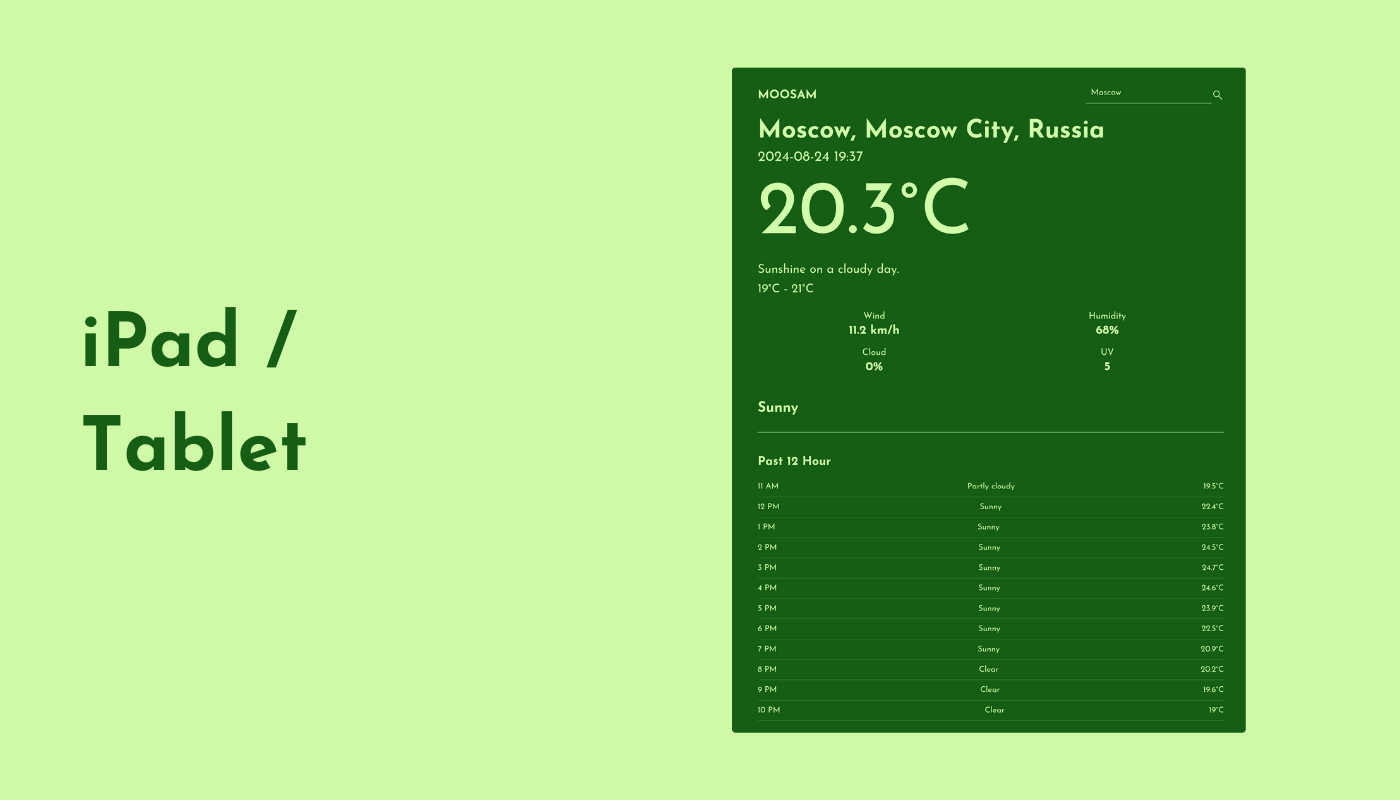 iPad /
Tablet
MOOSAM
Moscow
Moscow, Moscow City, Russia
2024-08-24 19:37
20.3°C
Sunshine on a cloudy day.
19°C - 21°C
Wind Humidity
11.2 km/h 68%
Cloud UV
0% 5
Sunny
Past 12 Hour
11 AM Partly cloudy 19.5°C
12 PM Sunny 22.4°C
1 PM Sunny 23.8°C
2 PM Sunny 24.5°C
3 PM Sunny 24.7°C
4 PM Sunny 24.6°C
5 PM Sunny 23.9°C
6 PM Sunny 22.5°C
7 PM Sunny 20.9°C
8 PM Clear 20.2°C
9 PM Clear 19.6°C
10 PM Clear 19°C